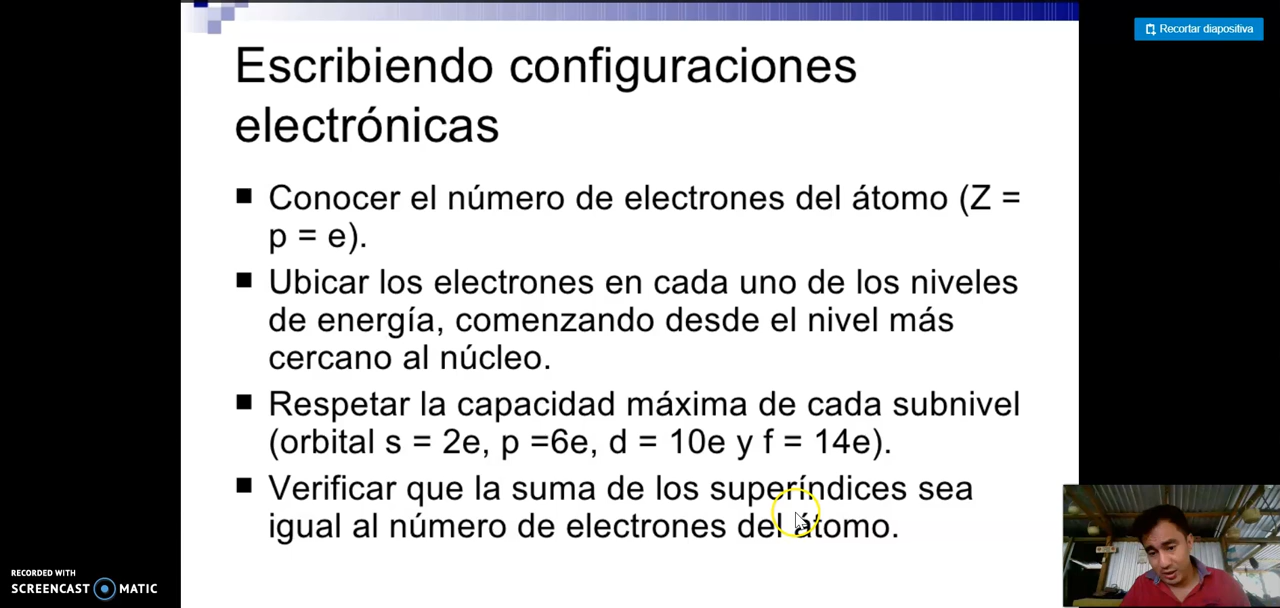 Recortar diapositiva
Escribiendo configuraciones
electrónicas
Conocer el número de electrones del átomo (Z =
p = e).
Ubicar los electrones en cada uno de los niveles
de energía, comenzando desde el nivel más
cercano al núcleo.
Respetar la capacidad máxima de cada subnivel
(orbital s = 2e, p =6e, d = 10e y f = 14e).
Verificar que la suma de los superíndices sea
igual al número de electrones del átomo.
RECORDED WITH
SCREENCAST MATIC